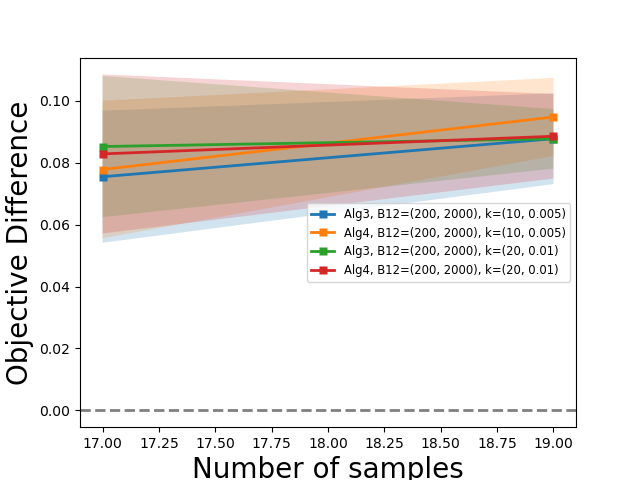 Objective Difference
0.10
0.08
0.06
0.04
0.02
0.00
Alg3, B12=(200, 2000), k=(10, 0.005)
Alg4, B12=(200, 2000), k=(10, 0.005)
Alg3, B12=(200, 2000), k=(20, 0.01)
Alg4, B12=(200, 2000), k=(20, 0.01)
17.00 17.25 17.50 17.75 18.00 18.25 18.50 18.75 19.00
Number of samples